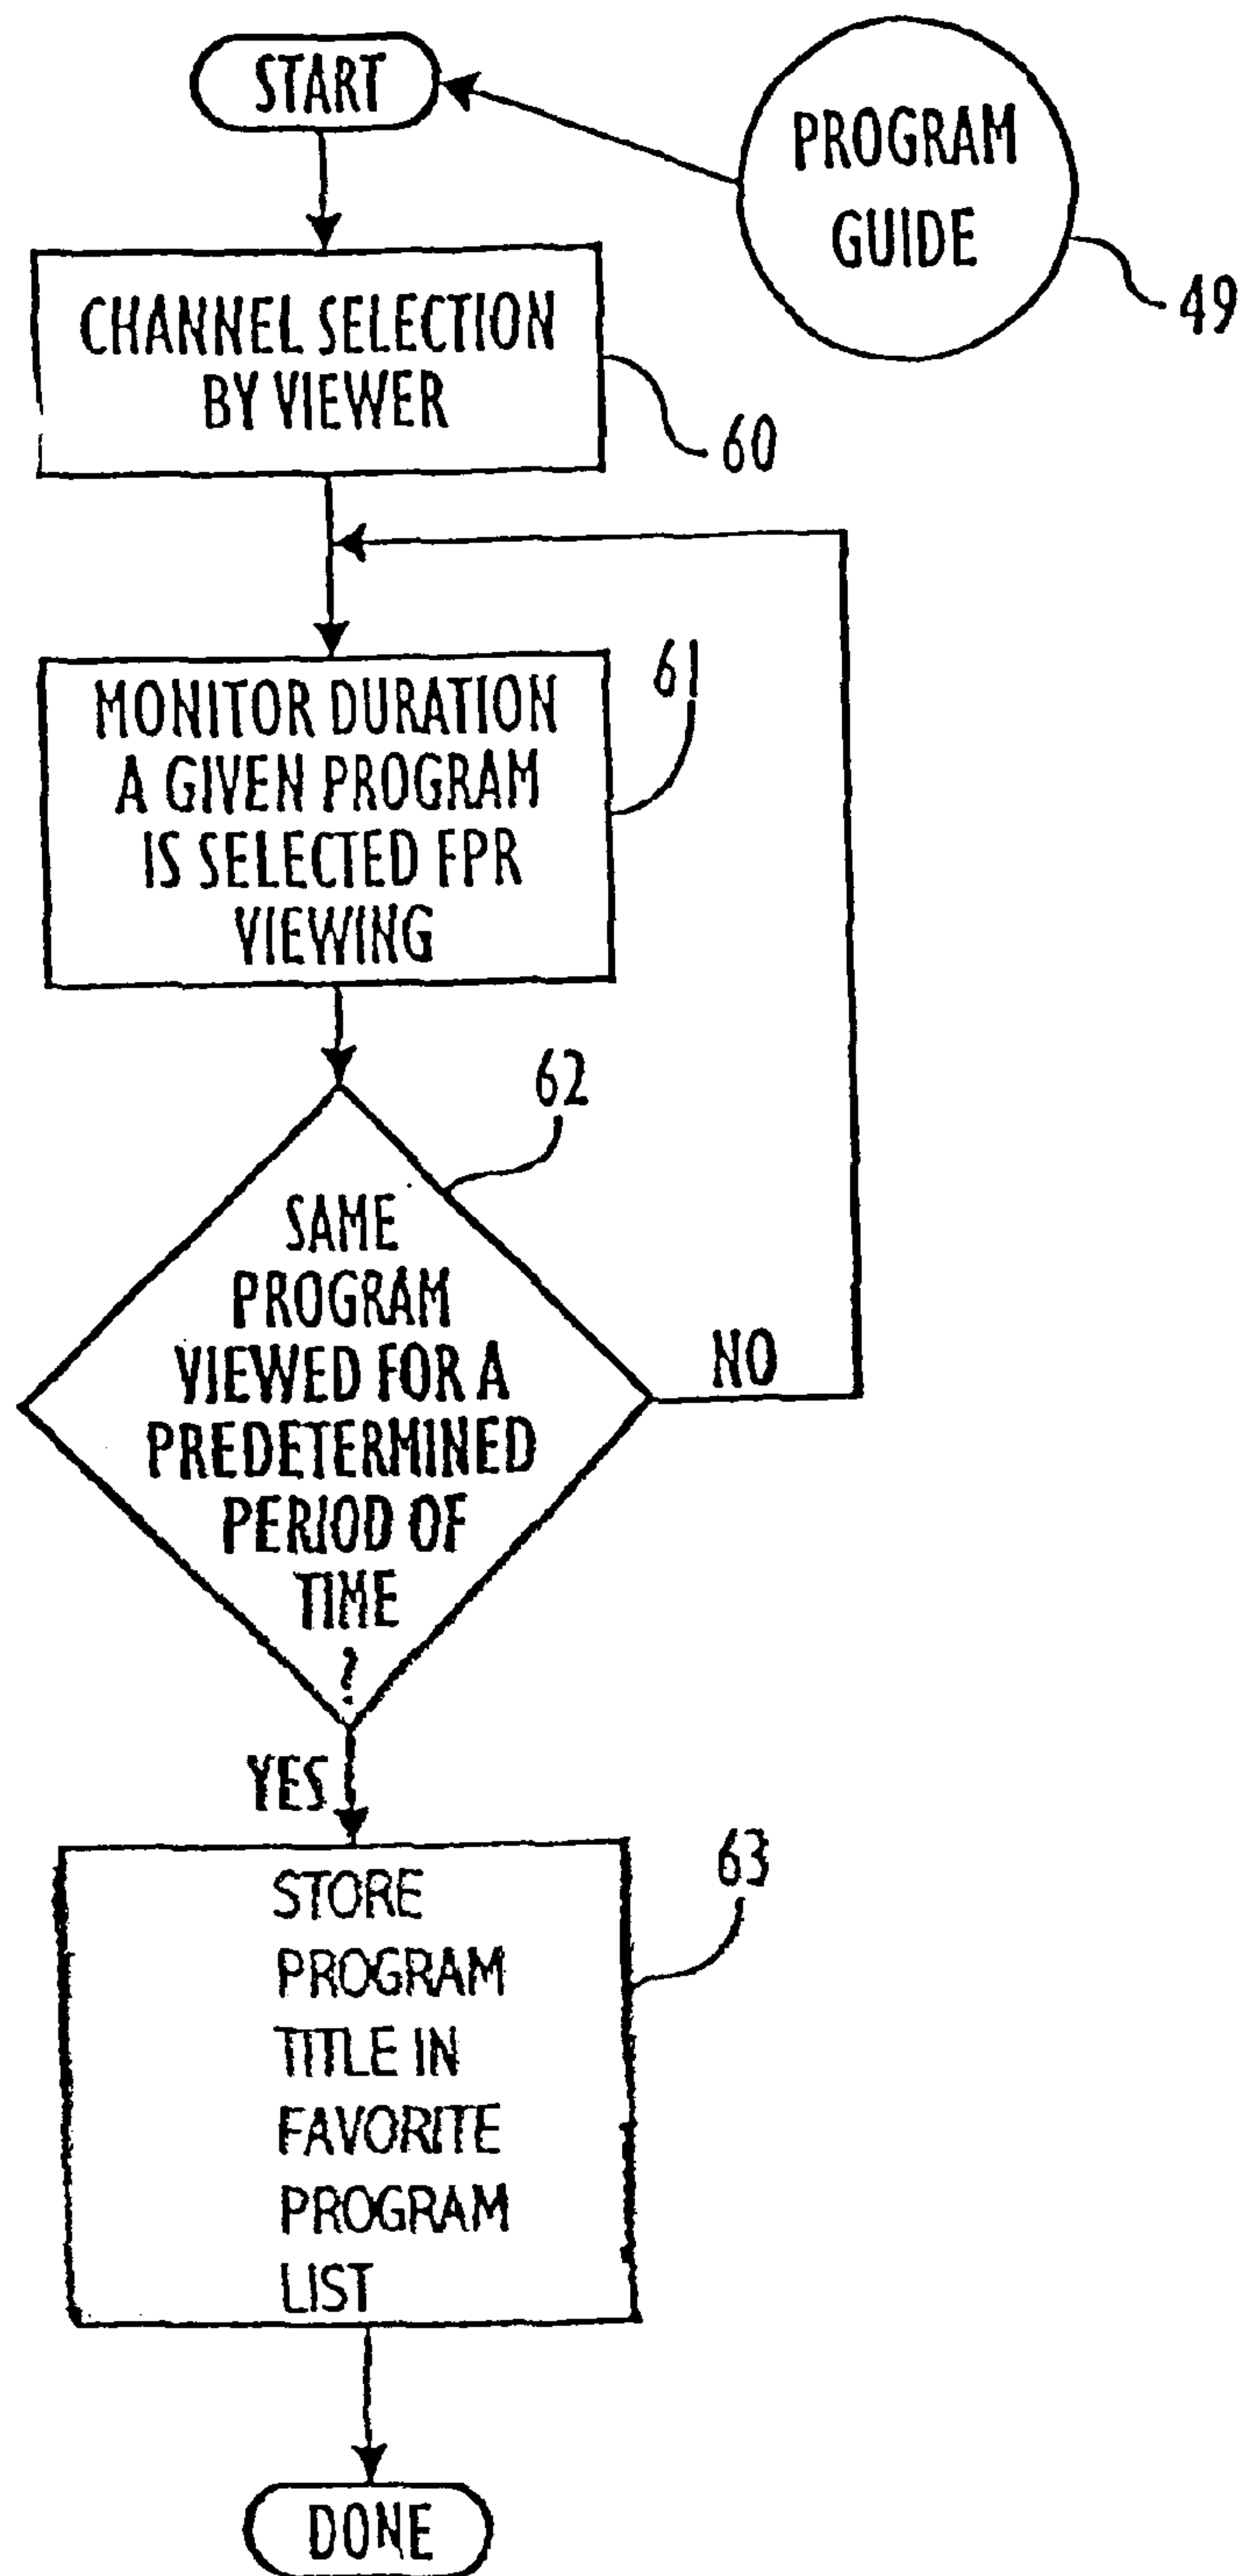 START
PROGRAM
GUIDE
49
CHANNEL SELECTION
BY VIEWER
60
MONITOR DURATION
A GIVEN PROGRAM
IS SELECTED FPR
VIEWING
61
62
SAME
PROGRAM
VIEWED FOR A
PREDETERMINED
PERIOD OF
TIME
?
NO
YES
STORE
PROGRAM
TITLE IN
FAVORITE
PROGRAM
LIST
63
DONE